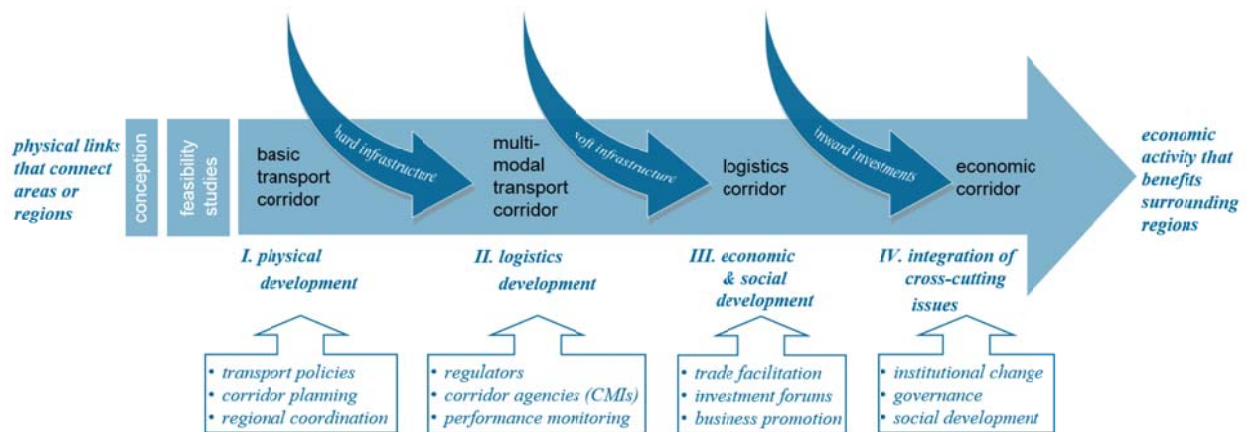 physical links
that connect
areas or
regions
conception
feasibility
studies
basic
transport
corridor
hard infrastructure
multi-
modal
transport
corridor
soft infrastructure
logistics
corridor
inward investments
economic
corridor
economic
activity that
benefits
surrounding
regions
I. physical
development
II. logistics
development
III. economic
& social
development
IV. integration of
cross-cutting
issues
• transport policies
• corridor planning
• regional coordination
• regulators
• corridor agencies (CMIs)
• performance monitoring
• trade facilitation
• investment forums
• business promotion
• institutional change
• governance
• social development